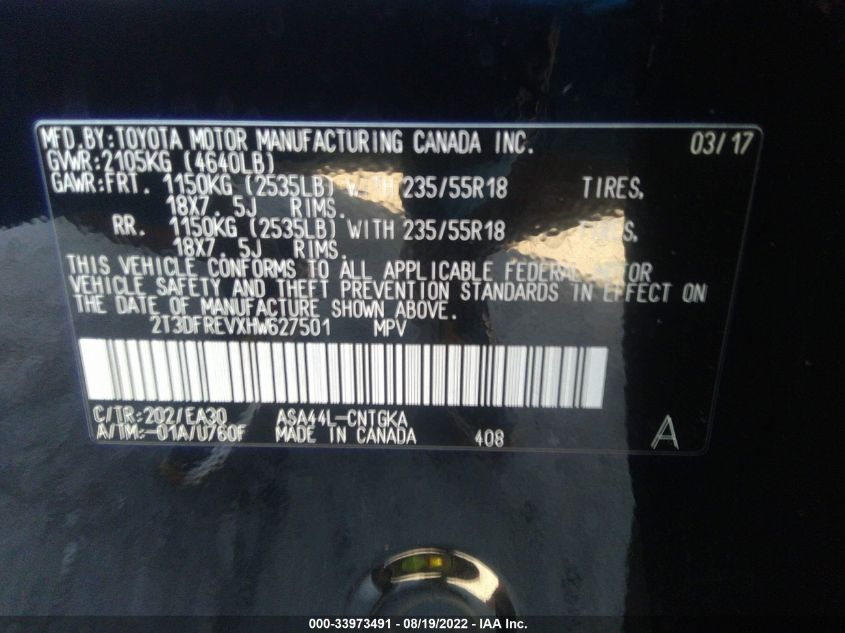 MFD.BY:TOYOTA MOTOR MANUFACTURING CANADA INC. 03/17
GVWR:2105KG (4640LB)
GAWR:FRT. 1150KG (2535LB) WITH 235/55R18 TIRES,
18X7.5J RIMS.
RR. 1150KG (2535LB) WITH 235/55R18 TIRES,
18X7.5J RIMS.
THIS VEHICLE CONFORMS TO ALL APPLICABLE FEDERAL MOTOR
VEHICLE SAFETY AND THEFT PREVENTION STANDARDS IN EFFECT ON
THE DATE OF MANUFACTURE SHOWN ABOVE.
2T3DFREVXHW627501 MPV
C/TR:202/EA30 ASA44L-CNTGKA
A/TM:-01A/U760F MADE IN CANADA 408 A
000-33973491 - 08/19/2022 - IAA Inc.